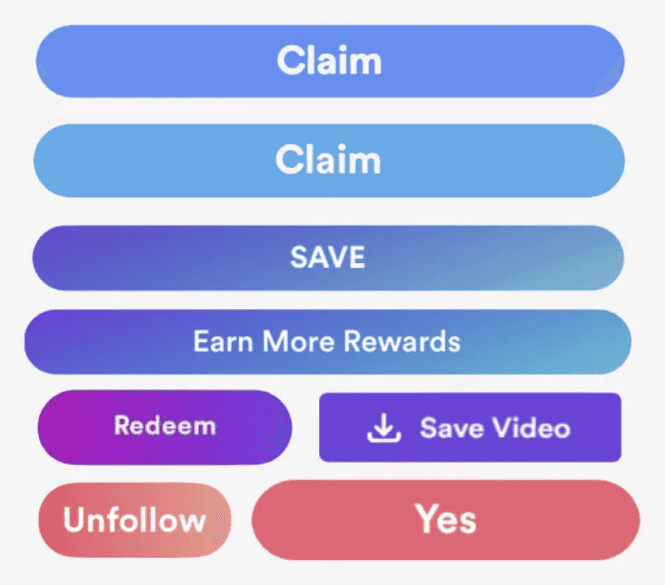 Claim
Claim
SAVE
Earn More Rewards
Redeem
Save Video
Unfollow
Yes